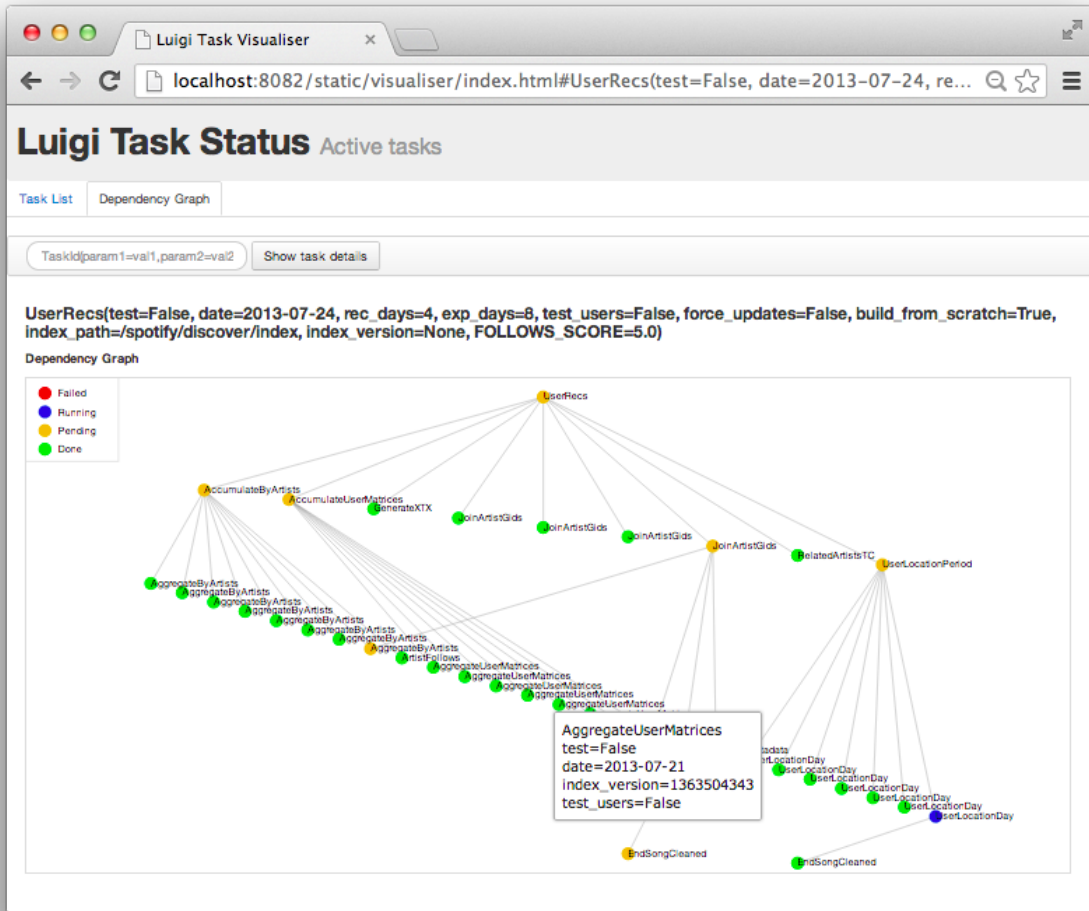 Luigi Task Visualiser
localhost:8082/static/visualiser/index.html#UserRecs(test=False, date=2013-07-24, re...
Luigi Task Status Active tasks
Task List Dependency Graph
TaskId(param1=val1,param2=val2 Show task details
UserRecs(test=False, date=2013-07-24, rec_days=4, exp_days=8, test_users=False, force_updates=False, build_from_scratch=True,
index_path=/spotify/discover/index, index_version=None, FOLLOWS_SCORE=5.0)
Dependency Graph
Failed
Running
Pending
Done
UserRecs
AccumulateByArtists
AccumulateUserMatrices
GenerateXTX
JoinArtistGids
JoinArtistGids
JoinArtistGids
JoinArtistGids
RelatedArtistsTC
UserLocationPeriod
AggregateByArtists
AggregateByArtists
AggregateByArtists
AggregateByArtists
AggregateByArtists
AggregateByArtists
AggregateByArtists
AggregateByArtists
ArtistFollows
AggregateUserMatrices
AggregateUserMatrices
AggregateUserMatrices
AggregateUserMatrices
AggregateUserMatrices
AggregateUserMatrices
test=False
date=2013-07-21
index_version=1363504343
test_users=False
UserLocationDay
UserLocationDay
UserLocationDay
UserLocationDay
UserLocationDay
UserLocationDay
EndSongCleaned
EndSongCleaned